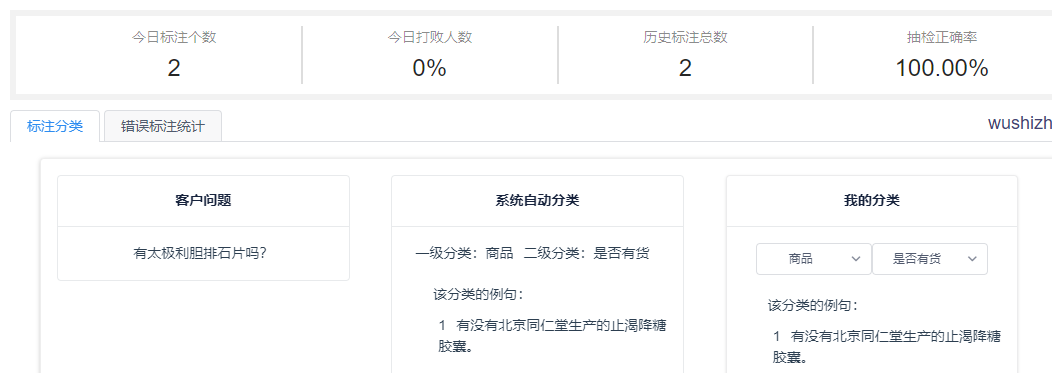 今日标注个数 今日打败人数 历史标注总数 抽检正确率
2 0% 2 100.00%
标注分类 错误标注统计 wushizh
客户问题 系统自动分类 我的分类
有太极利胆排石片吗? 一级分类：商品 二级分类：是否有货 商品 是否有货
该分类的例句：
1 有没有北京同仁堂生产的止渴降糖
胶囊。
该分类的例句：
1 有没有北京同仁堂生产的止渴降糖
胶囊。